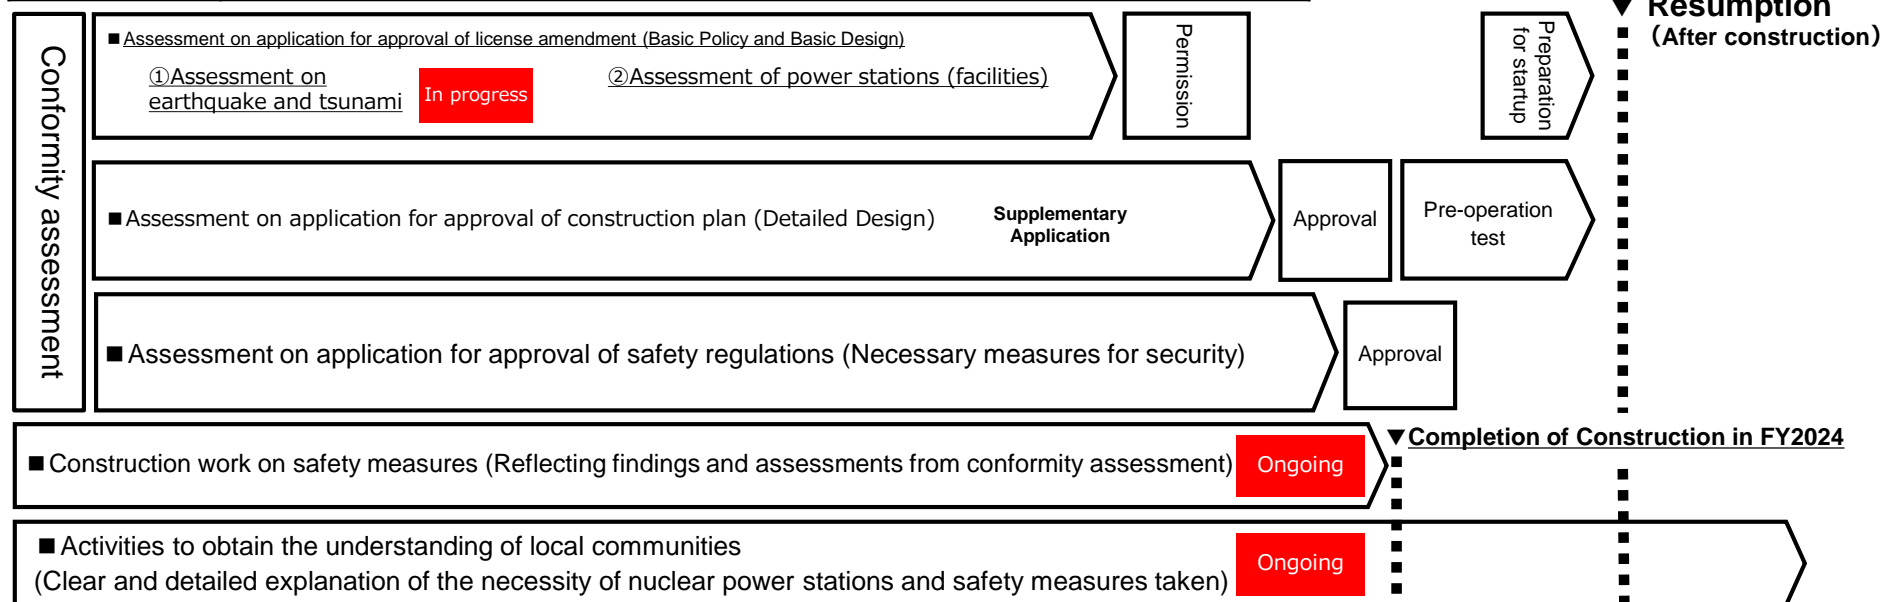 ▼ Resumption
（After construction）
Conformity assessment
■Assessment on application for approval of license amendment (Basic Policy and Basic Design)
①Assessment on
earthquake and tsunami
In progress
②Assessment of power stations (facilities)
Permission
Preparation
for startup
■Assessment on application for approval of construction plan (Detailed Design)
Supplementary
Application
Approval
Pre-operation
test
■Assessment on application for approval of safety regulations (Necessary measures for security)
Approval
▼Completion of Construction in FY2024
■Construction work on safety measures (Reflecting findings and assessments from conformity assessment)
Ongoing
■Activities to obtain the understanding of local communities
(Clear and detailed explanation of the necessity of nuclear power stations and safety measures taken)
Ongoing